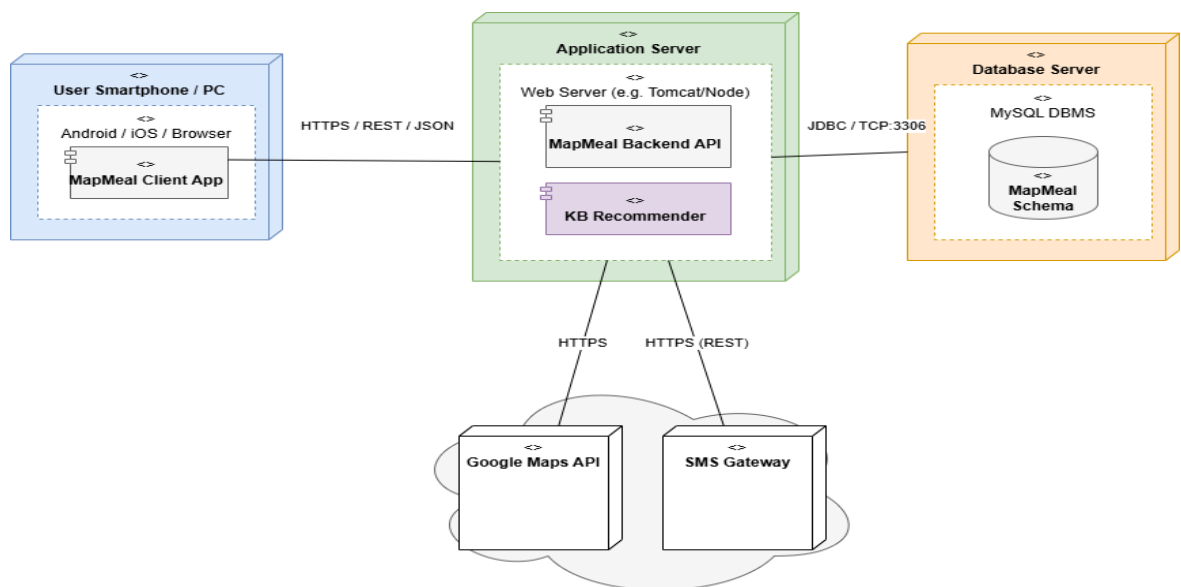 <>
User Smartphone / PC
<>
Android / iOS / Browser
<>
MapMeal Client App
HTTPS / REST / JSON
<>
Application Server
<>
Web Server (e.g. Tomcat/Node)
<>
MapMeal Backend API
<>
KB Recommender
JDBC / TCP:3306
<>
Database Server
<>
MySQL DBMS
<>
MapMeal
Schema
HTTPS
HTTPS (REST)
<>
Google Maps API
<>
SMS Gateway